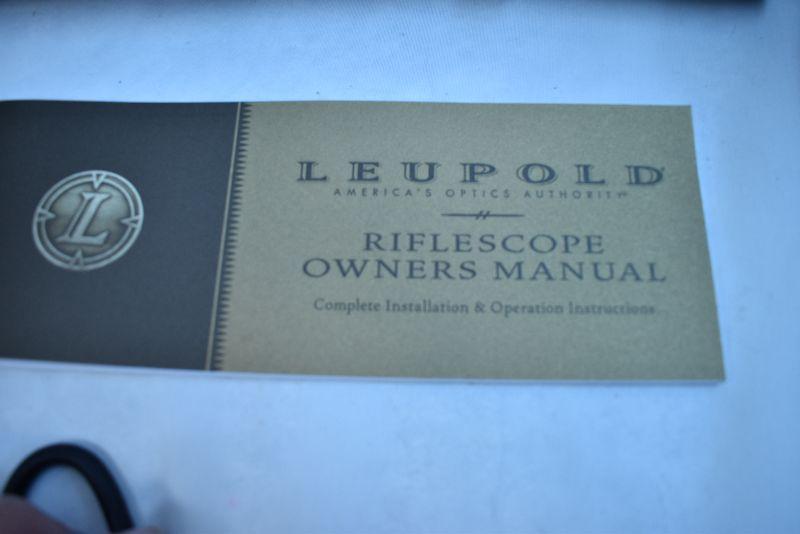 L
LEUPOLD®
AMERICA'S OPTICS AUTHORITY®
RIFLESCOPE
OWNERS MANUAL
Complete Installation & Operation Instructions